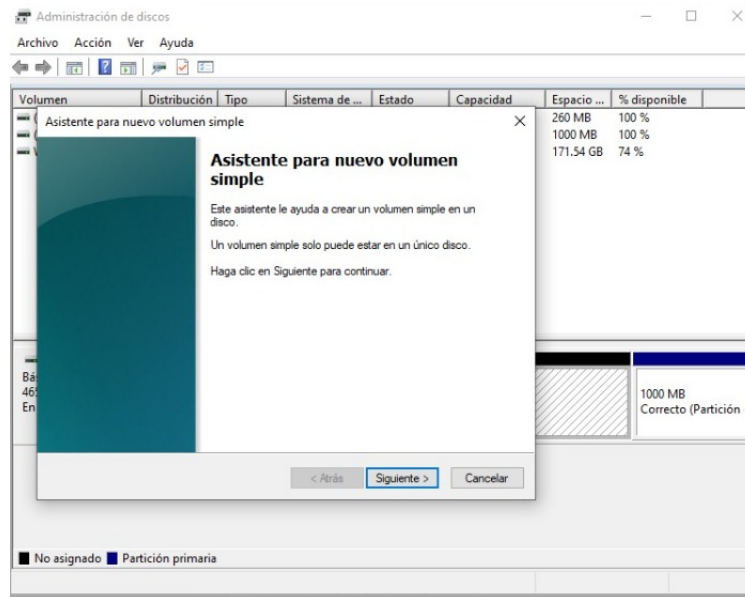 Administración de discos
Archivo Acción Ver Ayuda
Volumen Distribución Tipo Sistema de ... Estado Capacidad Espacio ... % disponible
260 MB 100 %
1000 MB 100 %
171.54 GB 74 %
Asistente para nuevo volumen simple
Asistente para nuevo volumen
simple
Este asistente le ayuda a crear un volumen simple en un
disco.
Un volumen simple solo puede estar en un único disco.
Haga clic en Siguiente para continuar.
< Atrás Siguiente > Cancelar
Bá
465
En
1000 MB
Correcto (Partición
No asignado Partición primaria